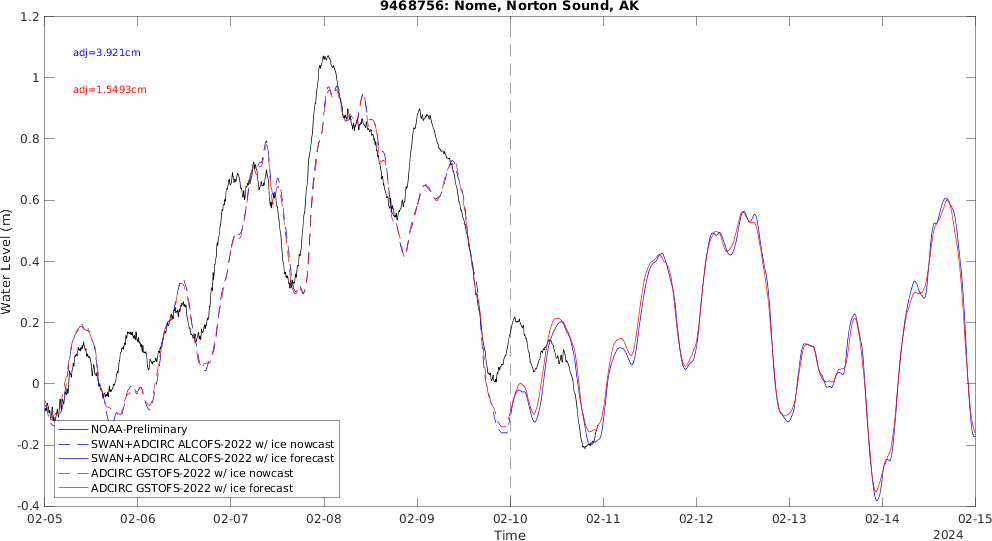 9468756: Nome, Norton Sound, AK
adj=3.921cm
adj=1.5493cm
Water Level (m)
1.2
1
0.8
0.6
0.4
0.2
0
-0.2
-0.4
NOAA-Preliminary
SWAN+ADCIRC ALCOFS-2022 w/ ice nowcast
SWAN+ADCIRC ALCOFS-2022 w/ ice forecast
ADCIRC GSTOFS-2022 w/ ice nowcast
ADCIRC GSTOFS-2022 w/ ice forecast
02-05 02-06 02-07 02-08 02-09 02-10 02-11 02-12 02-13 02-14 02-15
Time
2024